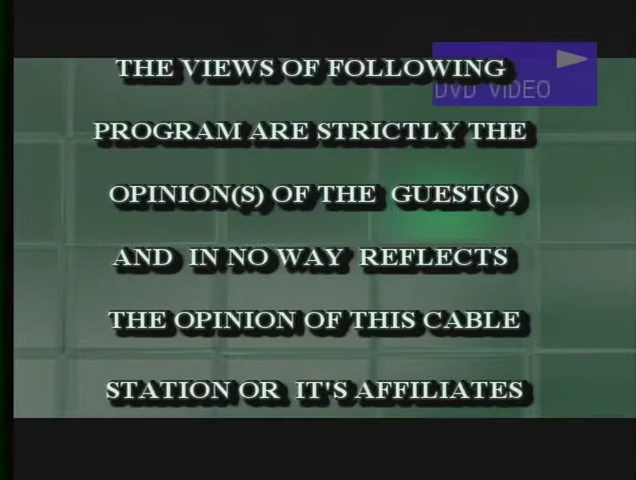 THE VIEWS OF FOLLOWING
DVD VIDEO
PROGRAM ARE STRICTLY THE
OPINION(S) OF THE GUEST(S)
AND IN NO WAY REFLECTS
THE OPINION OF THIS CABLE
STATION OR IT'S AFFILIATES